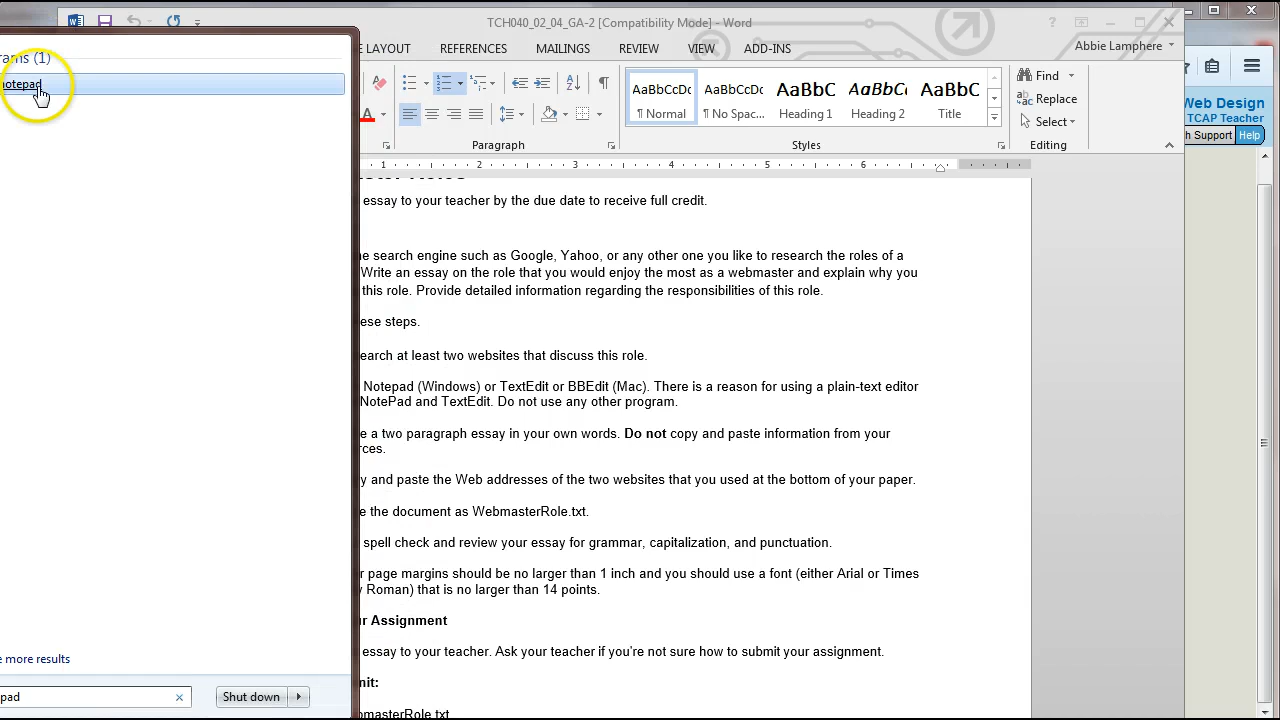 TCH040_02_04_GA-2 [Compatibility Mode] - Word
LAYOUT REFERENCES MAILINGS REVIEW VIEW ADD-INS
Abbie Lamphere
rams (1)
notepad
AaBbCcDc AaBbCcDc AaBbC AaBbCc AaBbC
¶ Normal ¶ No Spac... Heading 1 Heading 2 Title
Find
Replace
Select
Paragraph Styles Editing
Web Design
TCAP Teacher
h Support Help
1 2 3 4 5 6
essay to your teacher by the due date to receive full credit.
e search engine such as Google, Yahoo, or any other one you like to research the roles of a
Write an essay on the role that you would enjoy the most as a webmaster and explain why you
this role. Provide detailed information regarding the responsibilities of this role.
ese steps.
earch at least two websites that discuss this role.
Notepad (Windows) or TextEdit or BBEdit (Mac). There is a reason for using a plain-text editor
NotePad and TextEdit. Do not use any other program.
e a two paragraph essay in your own words. Do not copy and paste information from your
rces.
y and paste the Web addresses of the two websites that you used at the bottom of your paper.
e the document as WebmasterRole.txt.
spell check and review your essay for grammar, capitalization, and punctuation.
r page margins should be no larger than 1 inch and you should use a font (either Arial or Times
Roman) that is no larger than 14 points.
r Assignment
essay to your teacher. Ask your teacher if you're not sure how to submit your assignment.
mit:
bmasterRole.txt
e more results
pad
Shut down